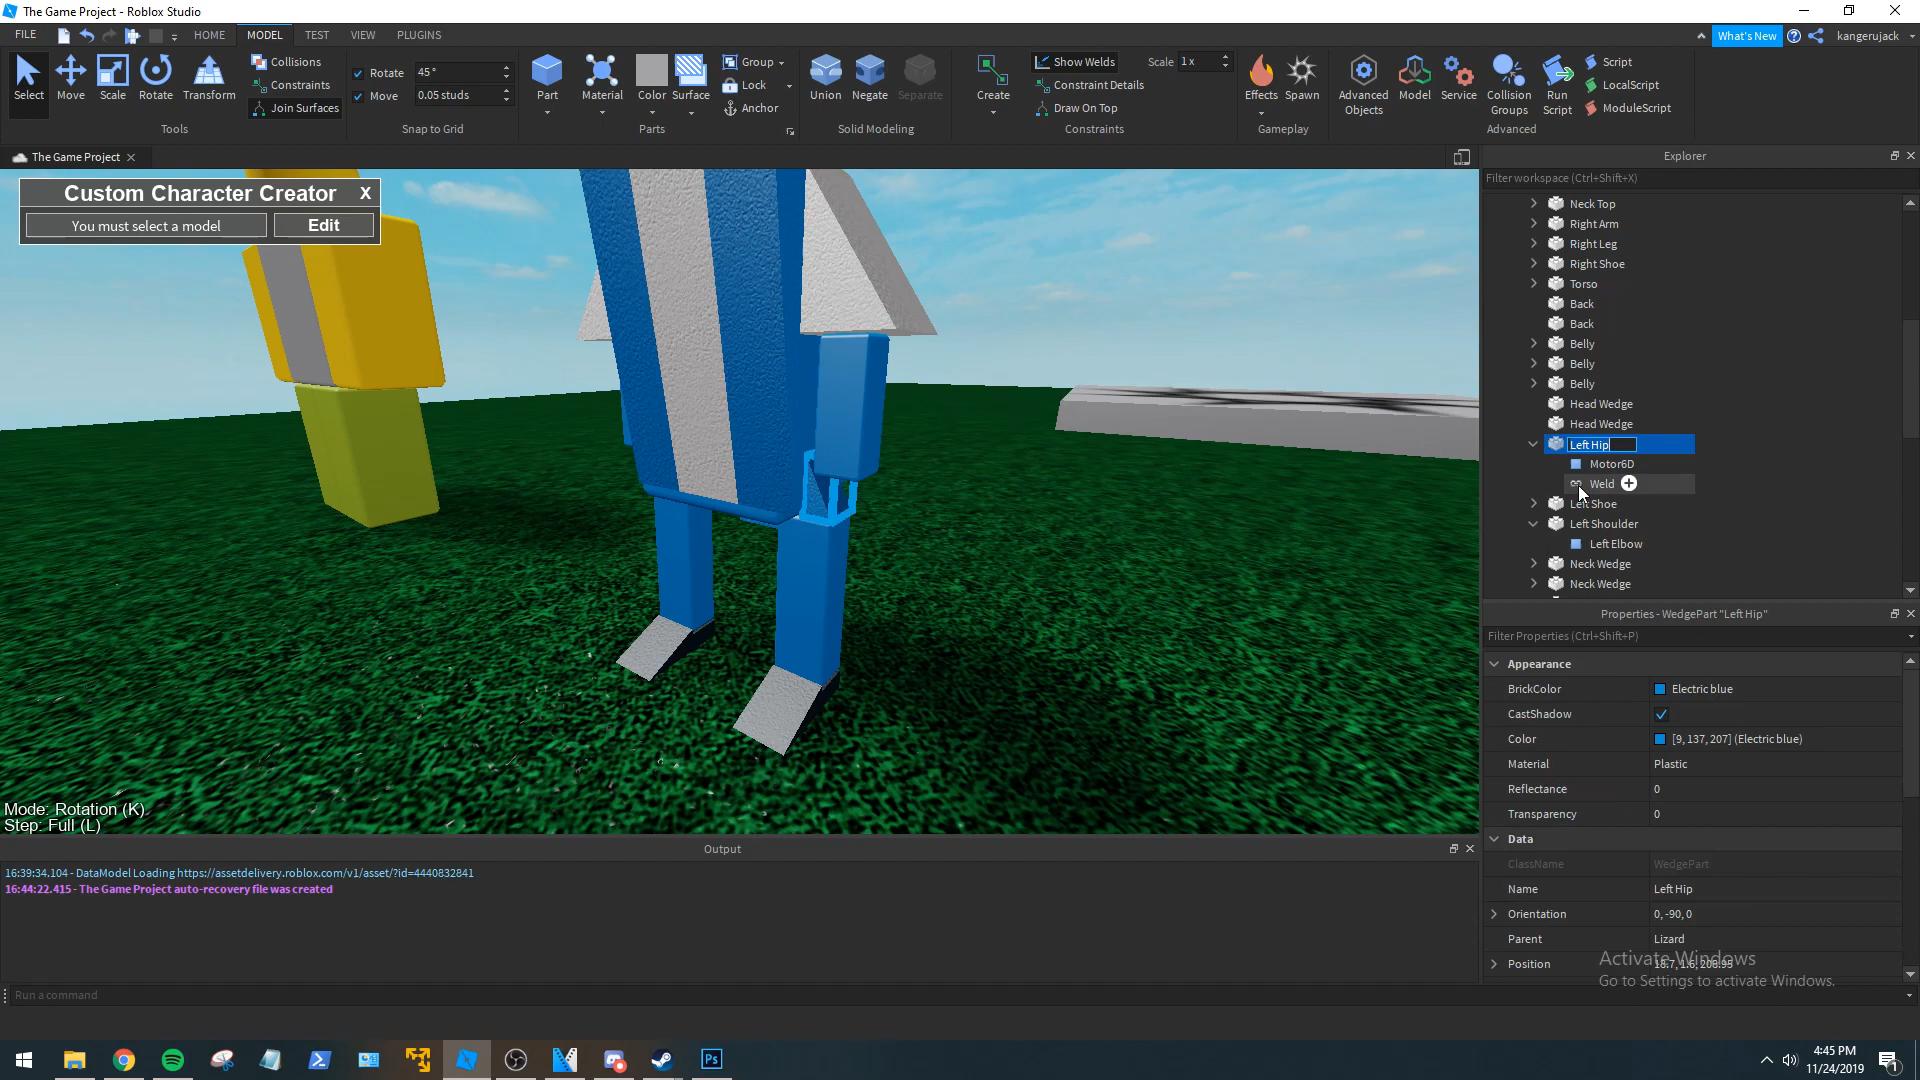 The Game Project - Roblox Studio
FILE HOME MODEL TEST VIEW PLUGINS What's New kangerujack
Select Move Scale Rotate Transform
Collisions
Constraints
Join Surfaces
Tools
Rotate 45°
Move 0.05 studs
Snap to Grid
Part Material Color Surface
Group
Lock
Anchor
Parts
Union Negate Separate
Solid Modeling
Create
Show Welds
Constraint Details
Draw On Top
Scale 1x
Constraints
Effects Spawn
Gameplay
Advanced Objects
Model
Service
Collision Groups
Run Script
Script
LocalScript
ModuleScript
Advanced
The Game Project
Custom Character Creator X
You must select a model Edit
Mode: Rotation (K)
Step: Full (L)
Explorer
Filter workspace (Ctrl+Shift+X)
Neck Top
Right Arm
Right Leg
Right Shoe
Torso
Back
Back
Belly
Belly
Belly
Head Wedge
Head Wedge
Left Hip
Motor6D
Weld
Left Shoe
Left Shoulder
Left Elbow
Neck Wedge
Neck Wedge
Properties - WedgePart "Left Hip"
Filter Properties (Ctrl+Shift+P)
Appearance
BrickColor Electric blue
CastShadow
Color [9, 137, 207] (Electric blue)
Material Plastic
Reflectance 0
Transparency 0
Data
ClassName WedgePart
Name Left Hip
Orientation 0, -90, 0
Parent Lizard
Position 18.7, 1.6, 206.95
Activate Windows
Go to Settings to activate Windows.
Output
16:39:34.104 - DataModel Loading https://assetdelivery.roblox.com/v1/asset/?id=4440832841
16:44:22.415 - The Game Project auto-recovery file was created
Run a command
Ps
4:45 PM
11/24/2019
1